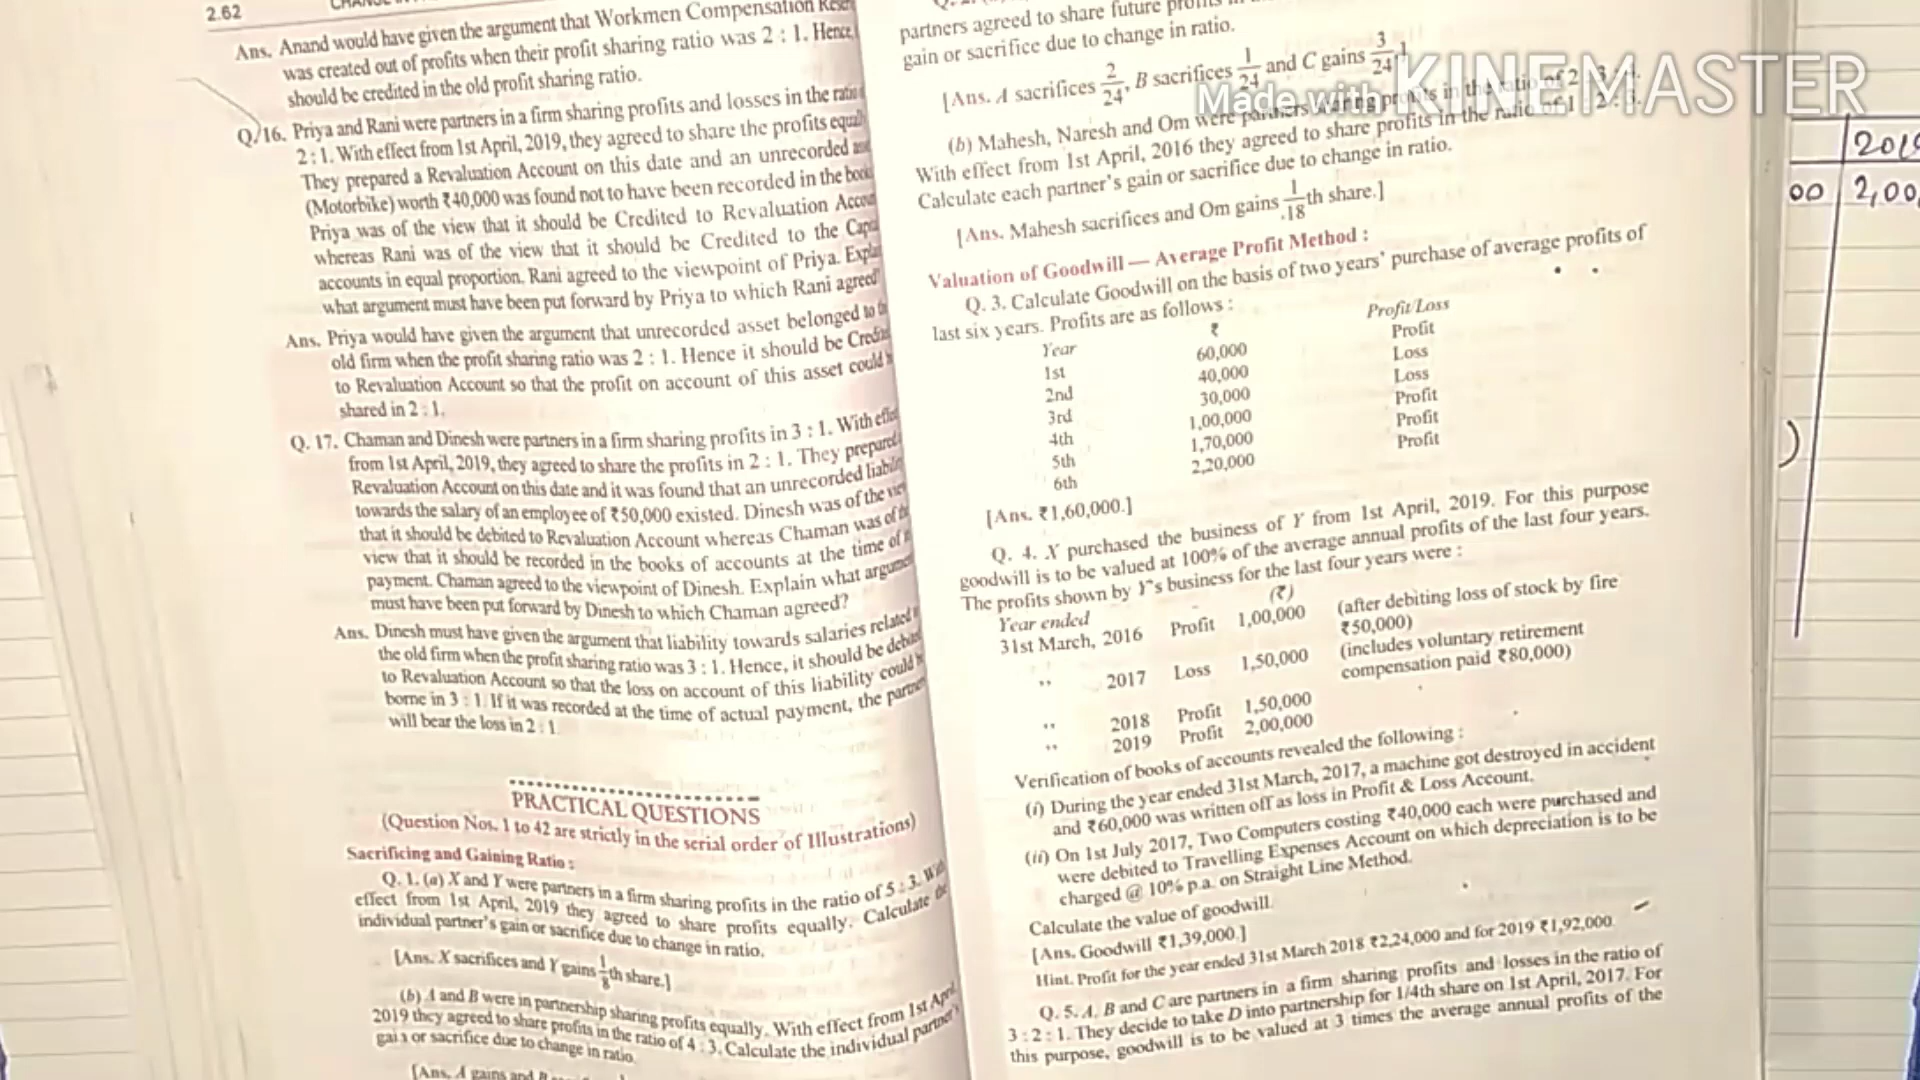 2.62
Ans. Anand would have given the argument that Workmen Compensation
was created out of profits when their profit sharing ratio was 2 : 1. Hence,
should be credited in the old profit sharing ratio.
Q. 16. Priya and Rani were partners in a firm sharing profits and losses in the
2 : 1. With effect from 1st April, 2019, they agreed to share the profits
They prepared a Revaluation Account on this date and an unrecorded
(Motorbike) worth ₹40,000 was found not to have been recorded in the
Priya was of the view that it should be Credited to Revaluation
whereas Rani was of the view that it should be Credited to the
accounts in equal proportion. Rani agreed to the viewpoint of Priya.
what argument must have been put forward by Priya to which Rani agreed
Ans. Priya would have given the argument that unrecorded asset belonged to
old firm when the profit sharing ratio was 2 : 1. Hence it should be
to Revaluation Account so that the profit on account of this asset could
shared in 2 : 1.
Q. 17. Chaman and Dinesh were partners in a firm sharing profits in 3 : 1. With
from 1st April, 2019, they agreed to share the profits in 2 : 1. They prepared
Revaluation Account on this date and it was found that an unrecorded
towards the salary of an employee of ₹50,000 existed. Dinesh was of the
that it should be debited to Revaluation Account whereas Chaman was of
view that it should be recorded in the books of accounts at the time of
payment. Chaman agreed to the viewpoint of Dinesh. Explain what
must have been put forward by Dinesh to which Chaman agreed?
Ans. Dinesh must have given the argument that liability towards salaries related
the old firm when the profit sharing ratio was 3 : 1. Hence, it should be
to Revaluation Account so that the loss on account of this liability could
borne in 3 : 1. If it was recorded at the time of actual payment, the
will bear the loss in 2 : 1
PRACTICAL QUESTIONS
(Question Nos. 1 to 42 are strictly in the serial order of Illustrations)
Sacrificing and Gaining Ratio :
Q. 1. (a) X and Y were partners in a firm sharing profits in the ratio of 5 : 3. With
effect from 1st April, 2019 they agreed to share profits equally. Calculate the
individual partner's gain or sacrifice due to change in ratio.
[Ans. X sacrifices and Y gains 1/8 th share.]
(b) A and B were in partnership sharing profits equally. With effect from 1st April,
2019 they agreed to share profits in the ratio of 4 : 3. Calculate the individual partner's
gain or sacrifice due to change in ratio.
[Ans. A gains and B
partners agreed to share future profits
gain or sacrifice due to change in ratio.
[Ans. A sacrifices 2/24, B sacrifices 1/24 and C gains 3/24]
Made with KINEMASTER
(b) Mahesh, Naresh and Om were partners sharing profits in the ratio of 2 : 3 :
With effect from 1st April, 2016 they agreed to share profits in the ratio of 1 : 2 : 3.
Calculate each partner's gain or sacrifice due to change in ratio.
[Ans. Mahesh sacrifices and Om gains 1/18 th share.]
Valuation of Goodwill — Average Profit Method :
Q. 3. Calculate Goodwill on the basis of two years' purchase of average profits of
last six years. Profits are as follows :
Year ₹ Profit/Loss
1st 60,000 Profit
2nd 40,000 Loss
3rd 30,000 Loss
4th 1,00,000 Profit
5th 1,70,000 Profit
6th 2,20,000 Profit
[Ans. ₹1,60,000.]
Q. 4. X purchased the business of Y from 1st April, 2019. For this purpose
goodwill is to be valued at 100% of the average annual profits of the last four years.
The profits shown by Y's business for the last four years were :
Year ended (₹)
31st March, 2016 Profit 1,00,000 (after debiting loss of stock by fire
₹50,000)
,, 2017 Loss 1,50,000 (includes voluntary retirement
compensation paid ₹80,000)
,, 2018 Profit 1,50,000
,, 2019 Profit 2,00,000
Verification of books of accounts revealed the following :
(i) During the year ended 31st March, 2017, a machine got destroyed in accident
and ₹60,000 was written off as loss in Profit & Loss Account.
(ii) On 1st July 2017, Two Computers costing ₹40,000 each were purchased and
were debited to Travelling Expenses Account on which depreciation is to be
charged @ 10% p.a. on Straight Line Method.
Calculate the value of goodwill.
[Ans. Goodwill ₹1,39,000.]
Hint. Profit for the year ended 31st March 2018 ₹2,24,000 and for 2019 ₹1,92,000.
Q. 5. A, B and C are partners in a firm sharing profits and losses in the ratio of
3 : 2 : 1. They decide to take D into partnership for 1/4th share on 1st April, 2017. For
this purpose, goodwill is to be valued at 3 times the average annual profits of the
00 2,00,